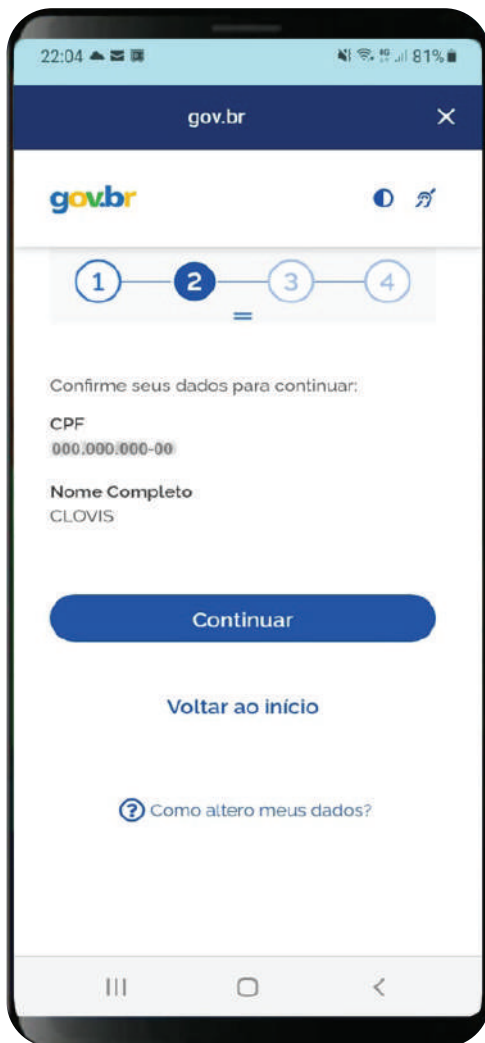 22:04 81%
gov.br
gov.br
1 2 3 4
Confirme seus dados para continuar:
CPF
000.000.000-00
Nome Completo
CLOVIS
Continuar
Voltar ao início
? Como altero meus dados?